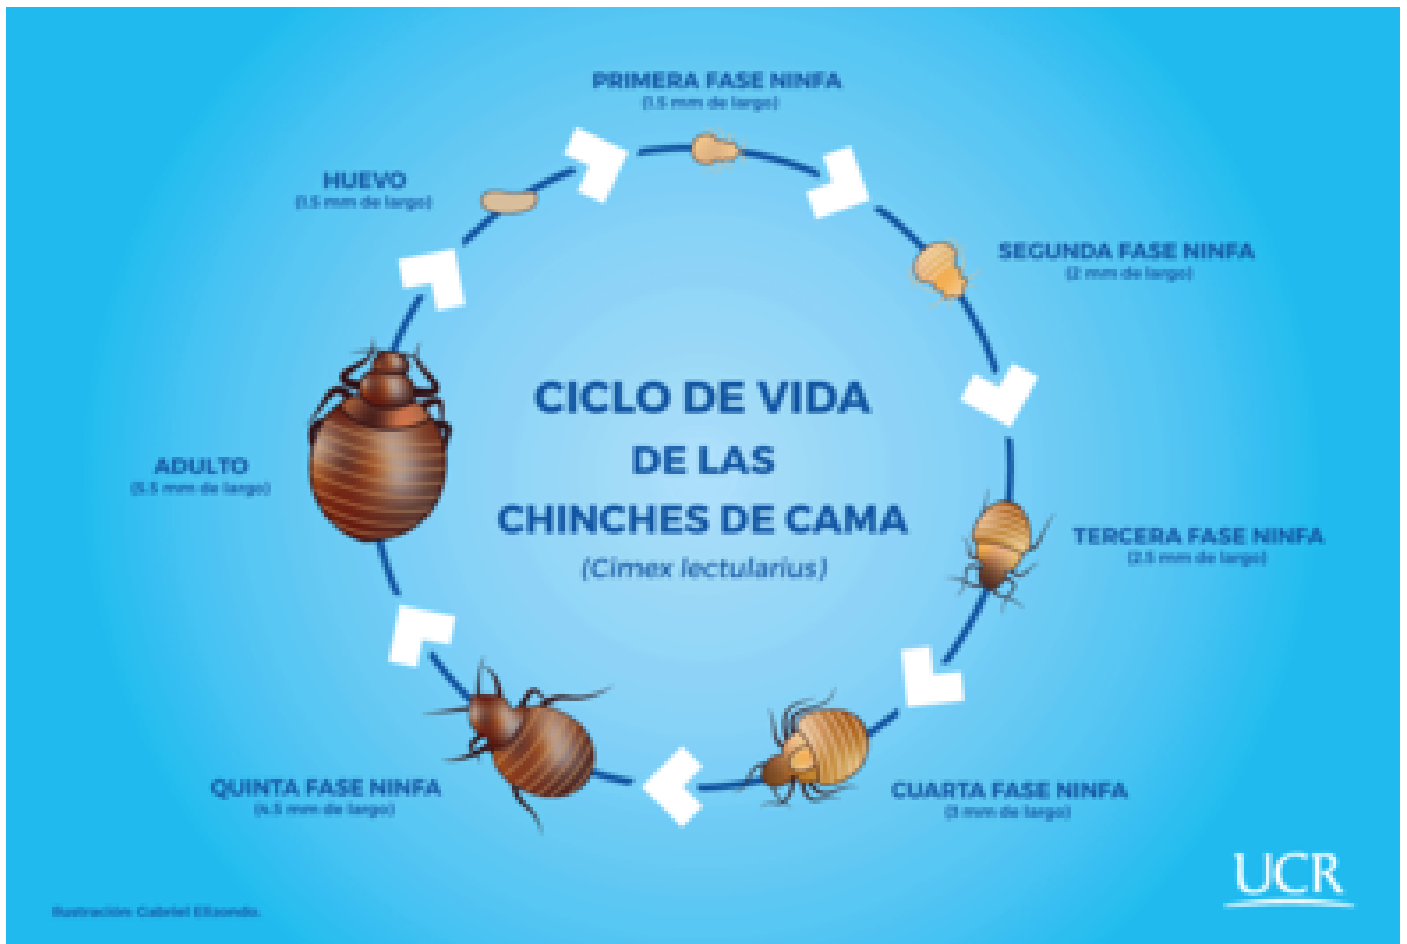 PRIMERA FASE NINFA
(1.5 mm de largo)
HUEVO
(1.5 mm de largo)
SEGUNDA FASE NINFA
(2 mm de largo)
CICLO DE VIDA
DE LAS
CHINCHES DE CAMA
(Cimex lectularius)
ADULTO
(5.5 mm de largo)
TERCERA FASE NINFA
(2.5 mm de largo)
QUINTA FASE NINFA
(4.5 mm de largo)
CUARTA FASE NINFA
(3 mm de largo)
UCR
Ilustración: Gabriel Elizondo.